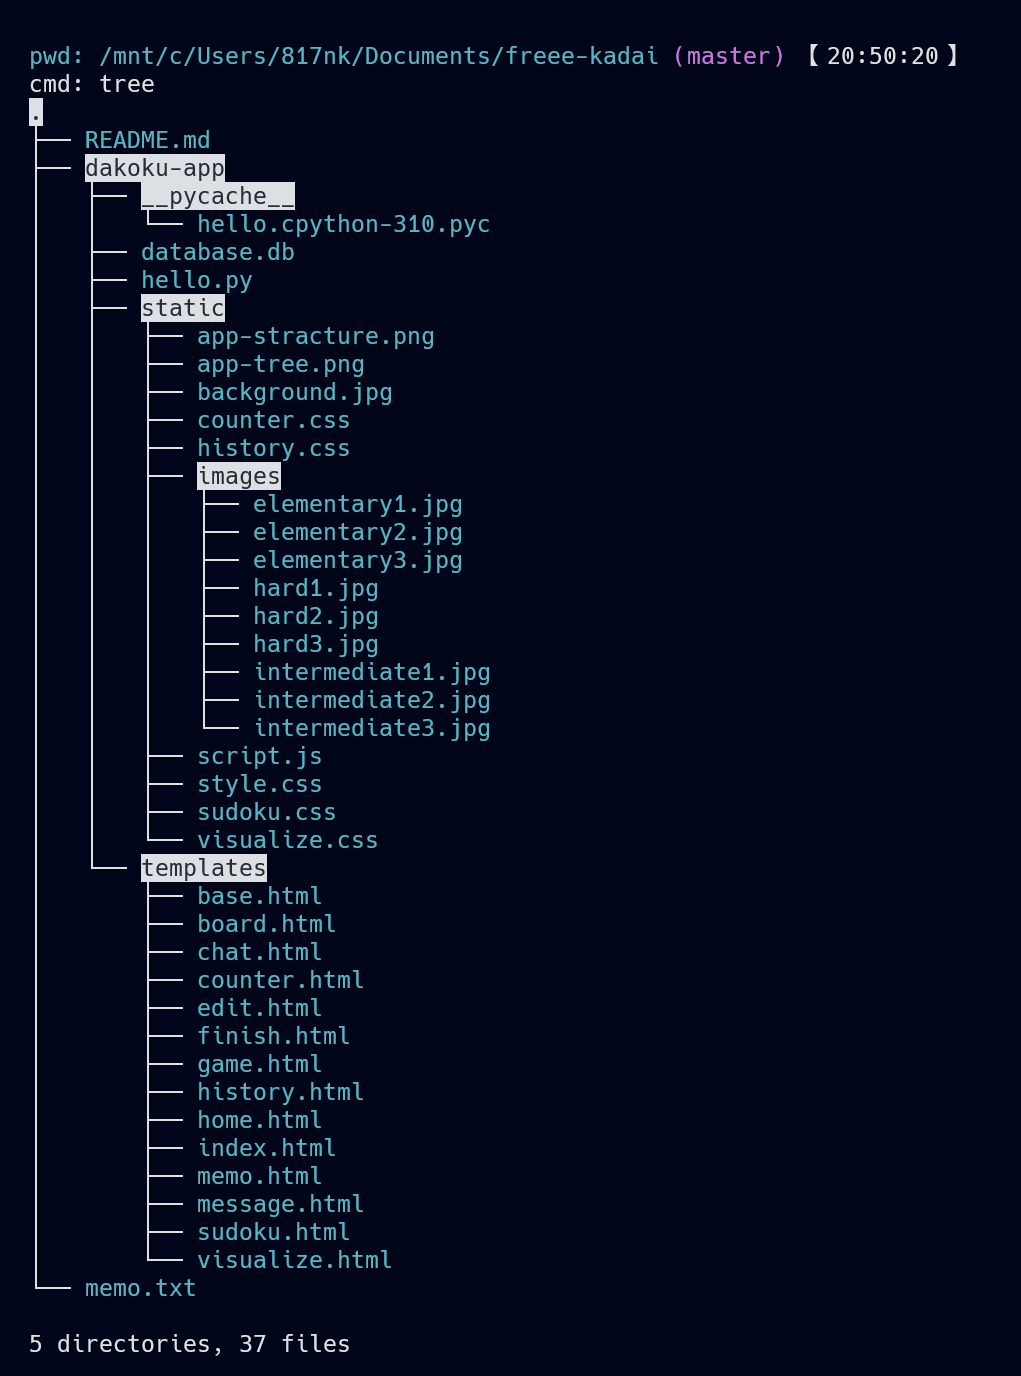 pwd: /mnt/c/Users/817nk/Documents/freee-kadai (master) 【 20:50:20 】
cmd: tree
.
├── README.md
├── dakoku-app
│   ├── __pycache__
│   │   └── hello.cpython-310.pyc
│   ├── database.db
│   ├── hello.py
│   ├── static
│   │   ├── app-stracture.png
│   │   ├── app-tree.png
│   │   ├── background.jpg
│   │   ├── counter.css
│   │   ├── history.css
│   │   ├── images
│   │   │   ├── elementary1.jpg
│   │   │   ├── elementary2.jpg
│   │   │   ├── elementary3.jpg
│   │   │   ├── hard1.jpg
│   │   │   ├── hard2.jpg
│   │   │   ├── hard3.jpg
│   │   │   ├── intermediate1.jpg
│   │   │   ├── intermediate2.jpg
│   │   │   └── intermediate3.jpg
│   │   ├── script.js
│   │   ├── style.css
│   │   ├── sudoku.css
│   │   └── visualize.css
│   └── templates
│       ├── base.html
│       ├── board.html
│       ├── chat.html
│       ├── counter.html
│       ├── edit.html
│       ├── finish.html
│       ├── game.html
│       ├── history.html
│       ├── home.html
│       ├── index.html
│       ├── memo.html
│       ├── message.html
│       ├── sudoku.html
│       └── visualize.html
└── memo.txt
5 directories, 37 files